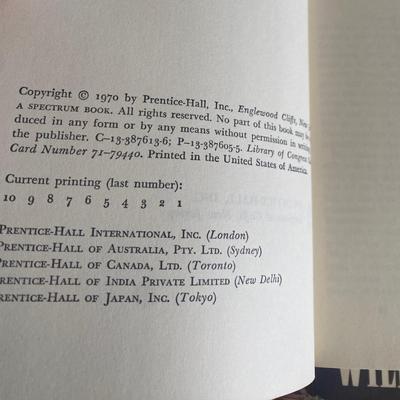 Copyright © 1970 by Prentice-Hall, Inc., Englewood Cliffs, New
A SPECTRUM BOOK. All rights reserved. No part of this book may be
duced in any form or by any means without permission in writing
the publisher. C-13-387613-6; P-13-387605-5. Library of Congress
Card Number 71-79440. Printed in the United States of America.
Current printing (last number):
10 9 8 7 6 5 4 3 2 1
PRENTICE-HALL INTERNATIONAL, INC. (London)
PRENTICE-HALL OF AUSTRALIA, PTY. LTD. (Sydney)
PRENTICE-HALL OF CANADA, LTD. (Toronto)
PRENTICE-HALL OF INDIA PRIVATE LIMITED (New Delhi)
RENTICE-HALL OF JAPAN, INC. (Tokyo)